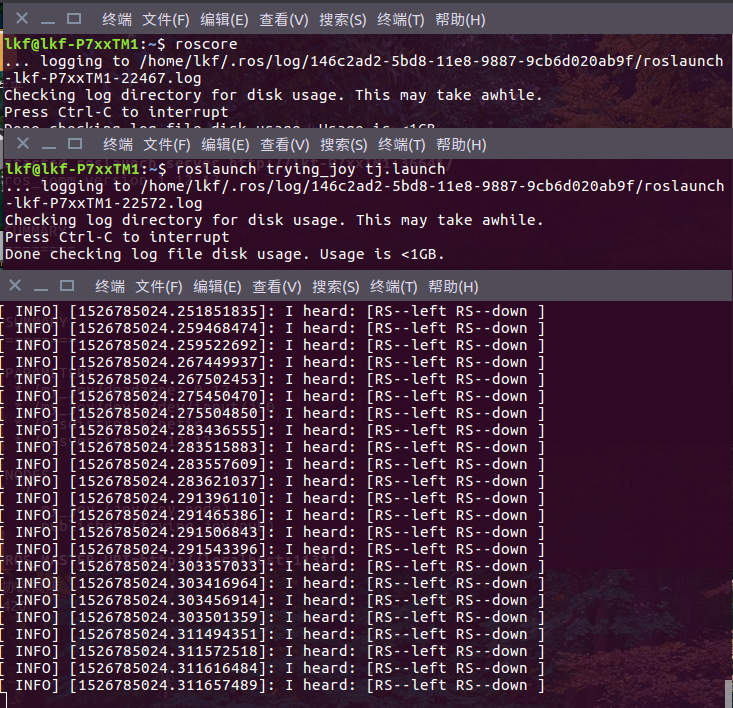 终端 文件(F) 编辑(E) 查看(V) 搜索(S) 终端(T) 帮助(H)
lkf@lkf-P7xxTM1:~$ roscore
... logging to /home/lkf/.ros/log/146c2ad2-5bd8-11e8-9887-9cb6d020ab9f/roslaunch
-lkf-P7xxTM1-22467.log
Checking log directory for disk usage. This may take awhile.
Press Ctrl-C to interrupt
Done checking log file disk usage. Usage is <1GB.
终端 文件(F) 编辑(E) 查看(V) 搜索(S) 终端(T) 帮助(H)
lkf@lkf-P7xxTM1:~$ roslaunch trying_joy tj.launch
... logging to /home/lkf/.ros/log/146c2ad2-5bd8-11e8-9887-9cb6d020ab9f/roslaunch
-lkf-P7xxTM1-22572.log
Checking log directory for disk usage. This may take awhile.
Press Ctrl-C to interrupt
Done checking log file disk usage. Usage is <1GB.
终端 文件(F) 编辑(E) 查看(V) 搜索(S) 终端(T) 帮助(H)
[ INFO] [1526785024.251851835]: I heard: [RS--left RS--down ]
[ INFO] [1526785024.259468474]: I heard: [RS--left RS--down ]
[ INFO] [1526785024.259522692]: I heard: [RS--left RS--down ]
[ INFO] [1526785024.267449937]: I heard: [RS--left RS--down ]
[ INFO] [1526785024.267502453]: I heard: [RS--left RS--down ]
[ INFO] [1526785024.275450470]: I heard: [RS--left RS--down ]
[ INFO] [1526785024.275504850]: I heard: [RS--left RS--down ]
[ INFO] [1526785024.283436555]: I heard: [RS--left RS--down ]
[ INFO] [1526785024.283515883]: I heard: [RS--left RS--down ]
[ INFO] [1526785024.283557609]: I heard: [RS--left RS--down ]
[ INFO] [1526785024.283621037]: I heard: [RS--left RS--down ]
[ INFO] [1526785024.291396110]: I heard: [RS--left RS--down ]
[ INFO] [1526785024.291465386]: I heard: [RS--left RS--down ]
[ INFO] [1526785024.291506843]: I heard: [RS--left RS--down ]
[ INFO] [1526785024.291543396]: I heard: [RS--left RS--down ]
[ INFO] [1526785024.303357033]: I heard: [RS--left RS--down ]
[ INFO] [1526785024.303416964]: I heard: [RS--left RS--down ]
[ INFO] [1526785024.303456914]: I heard: [RS--left RS--down ]
[ INFO] [1526785024.303501359]: I heard: [RS--left RS--down ]
[ INFO] [1526785024.311494351]: I heard: [RS--left RS--down ]
[ INFO] [1526785024.311572518]: I heard: [RS--left RS--down ]
[ INFO] [1526785024.311616484]: I heard: [RS--left RS--down ]
[ INFO] [1526785024.311657489]: I heard: [RS--left RS--down ]